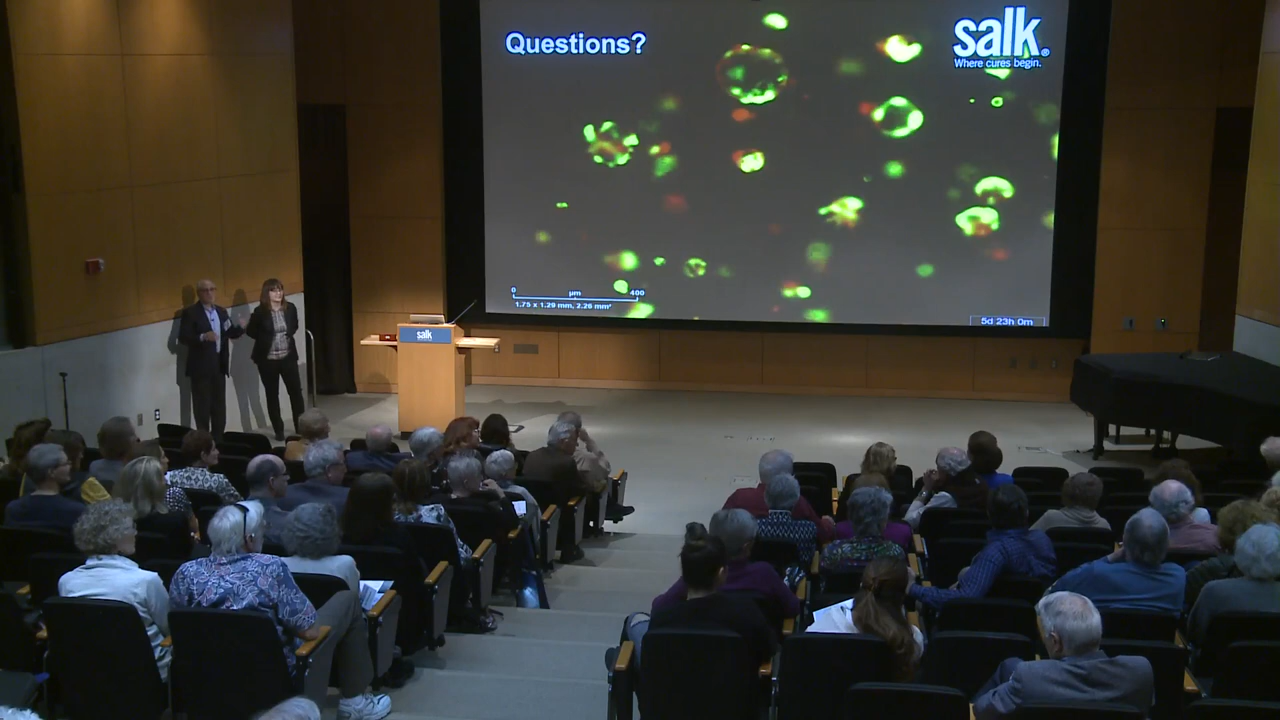 Questions?
salk®
Where cures begin.
0 µm 400
1.75 x 1.29 mm, 2.26 mm²
5d 23h 0m
salk